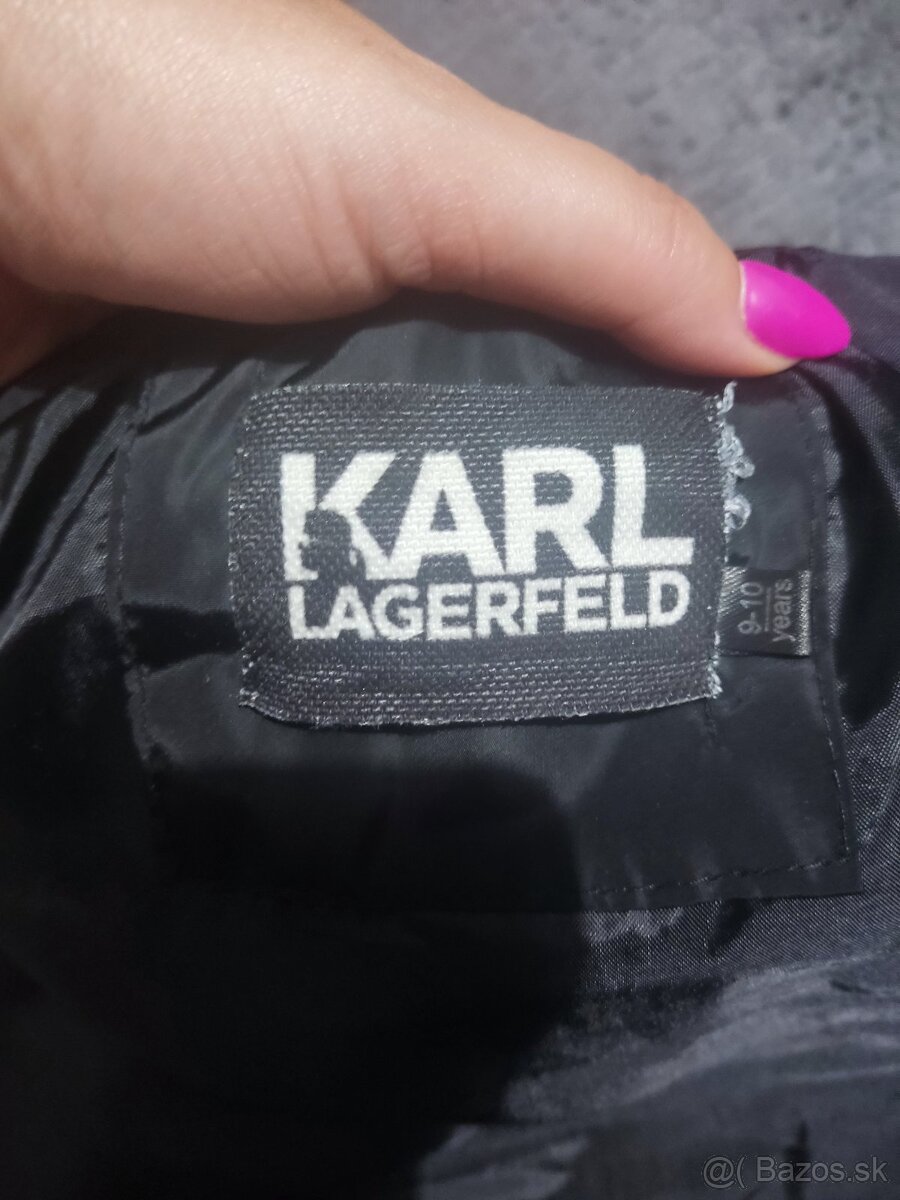 KARL
LAGERFELD
9-10
years
@( Bazos.sk